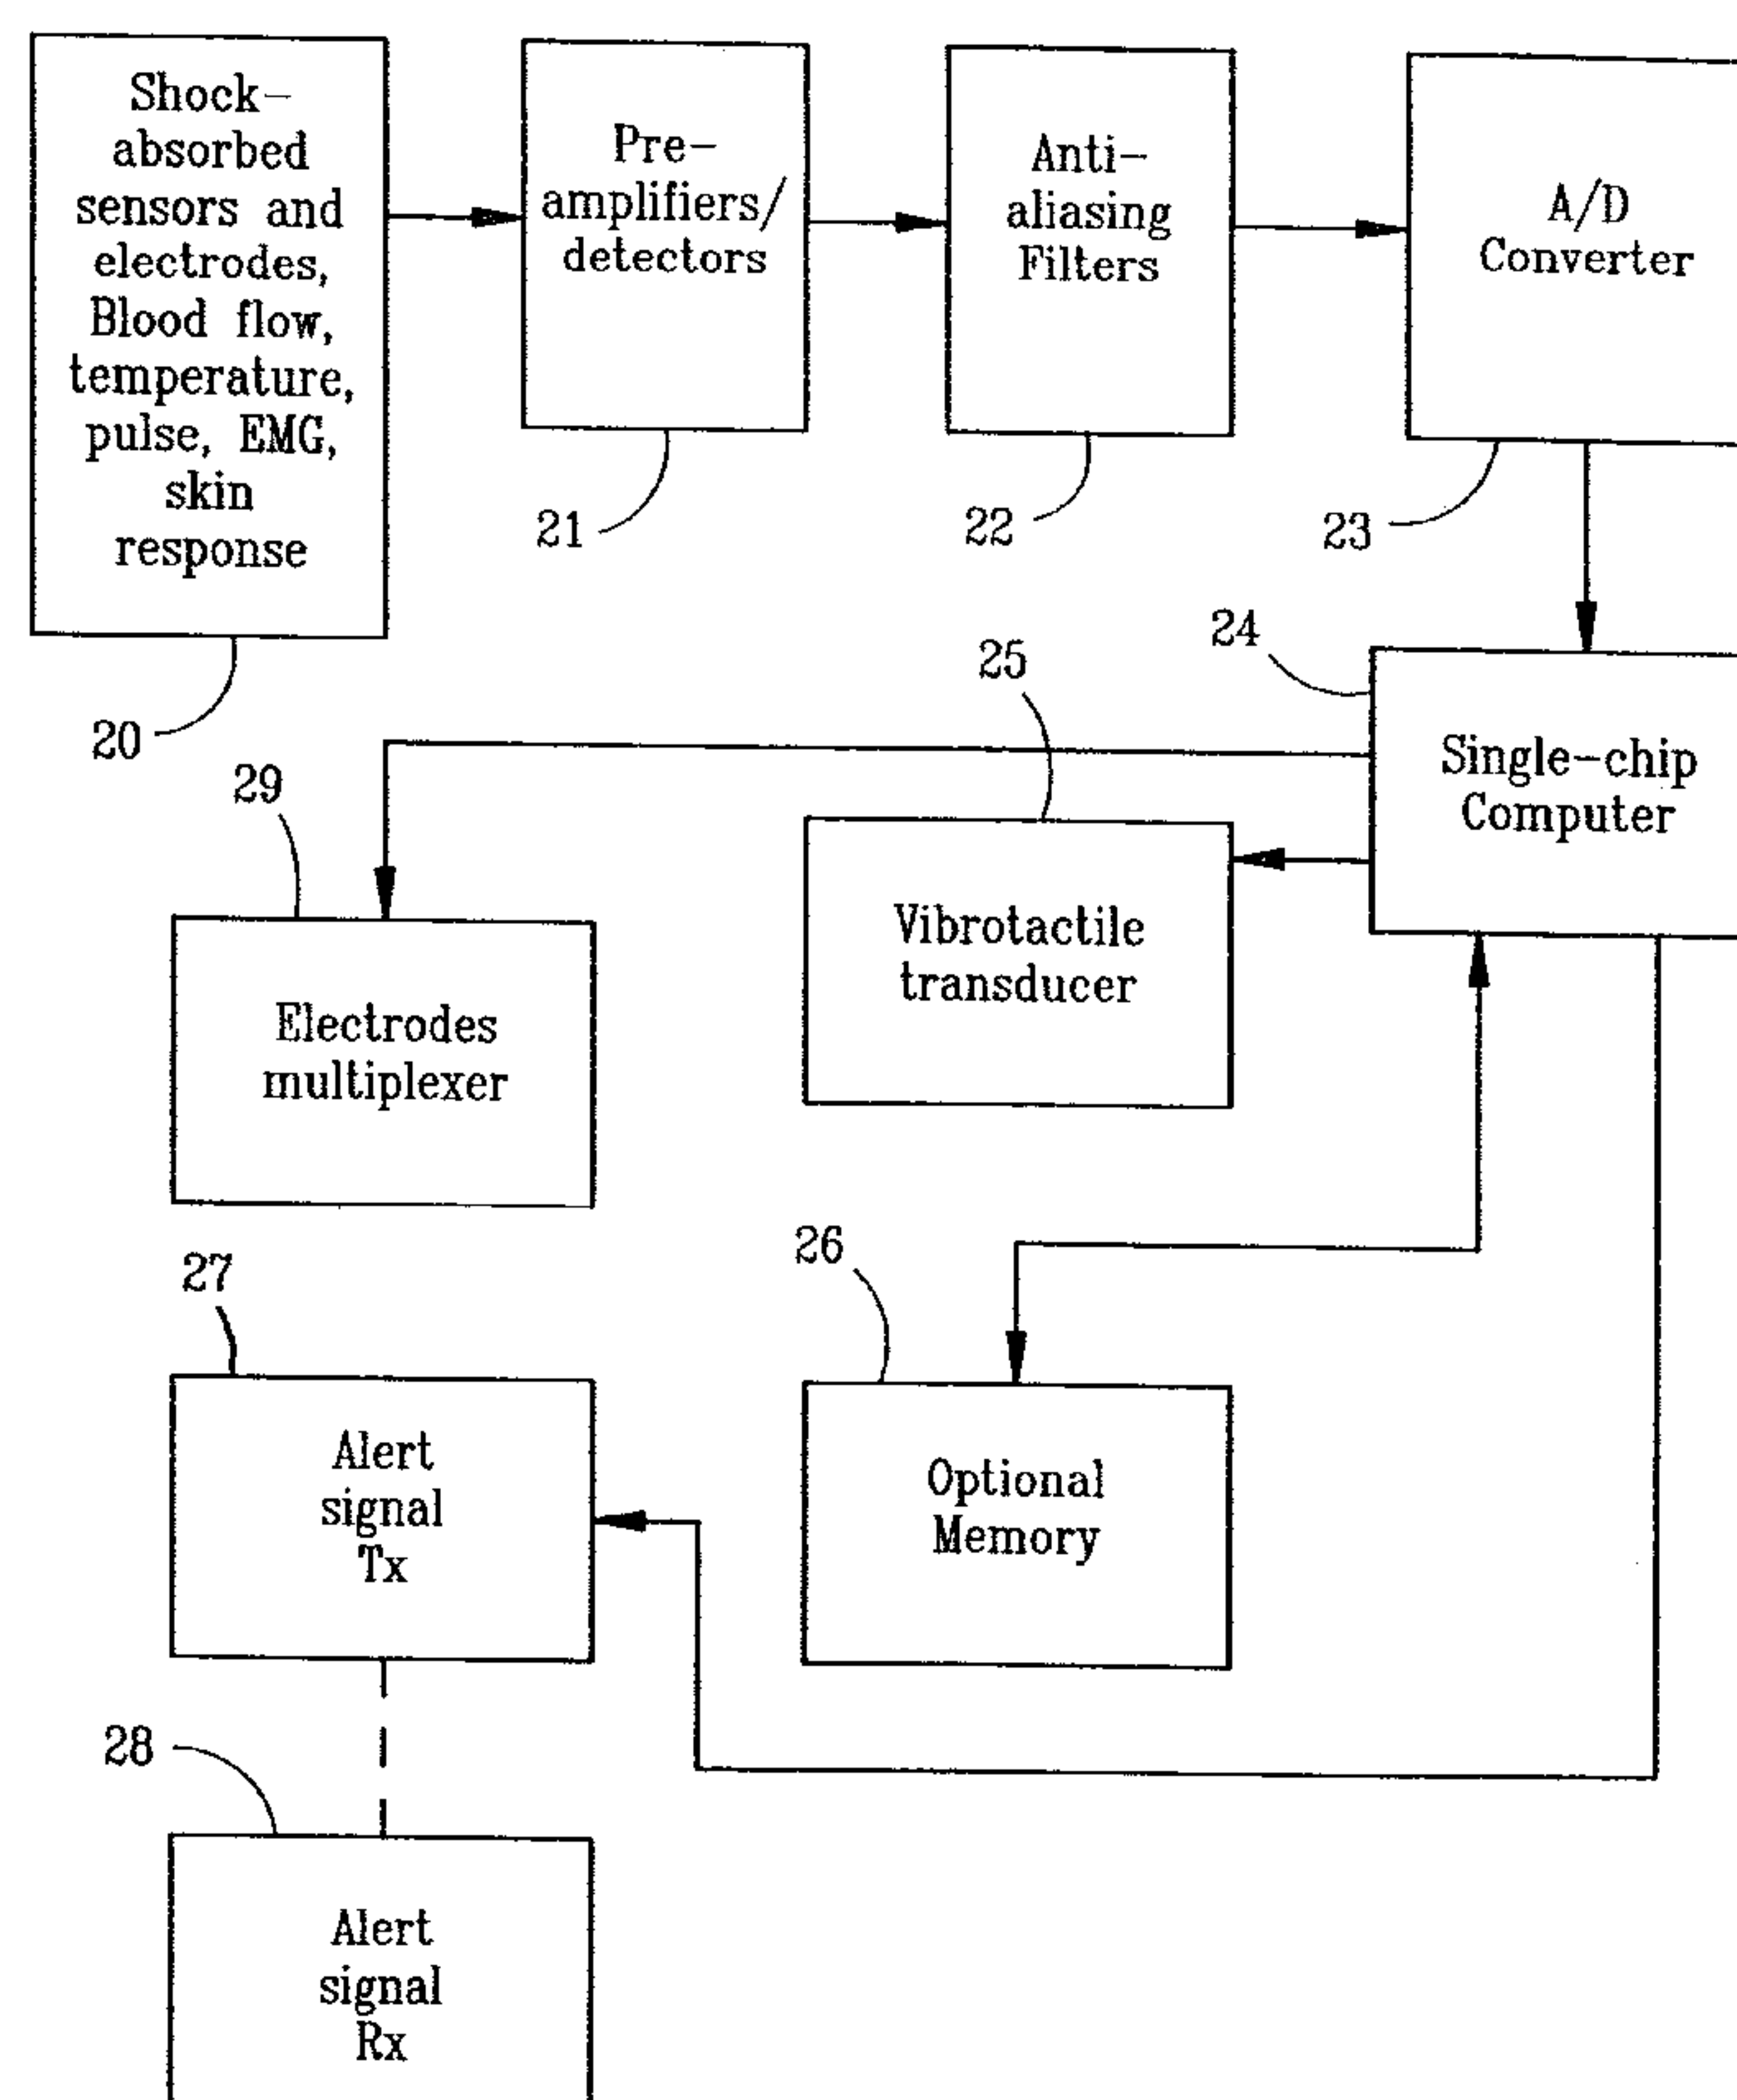 Shock-
absorbed
sensors and
electrodes,
Blood flow,
temperature,
pulse, EMG,
skin
response
Pre-
amplifiers/
detectors
Anti-
aliasing
Filters
A/D
Converter
20
21
22
23
24
Single-chip
Computer
25
Vibrotactile
transducer
29
Electrodes
multiplexer
26
Optional
Memory
27
Alert
signal
Tx
28
Alert
signal
Rx